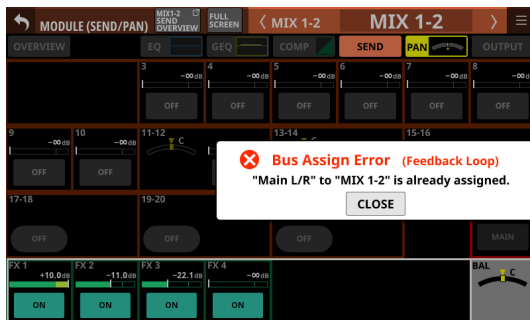 MODULE (SEND/PAN)
MIX1-2
SEND
OVERVIEW
FULL
SCREEN
MIX 1-2
MIX 1-2
OVERVIEW
EQ
GEQ
COMP
SEND
PAN
OUTPUT
3 4 5 6 7 8
-∞dB -∞dB -∞dB -∞dB -∞dB -∞d
OFF OFF OFF OFF OFF OFF
9 10 11-12 13-14 15-16
-∞dB -∞dB C
OFF OFF
Bus Assign Error (Feedback Loop)
"Main L/R" to "MIX 1-2" is already assigned.
CLOSE
17-18 19-20
OFF OFF OFF MAIN
FX 1 FX 2 FX 3 FX 4 BAL
+10.0dB -11.0dB -22.1dB -∞dB C
ON ON ON ON